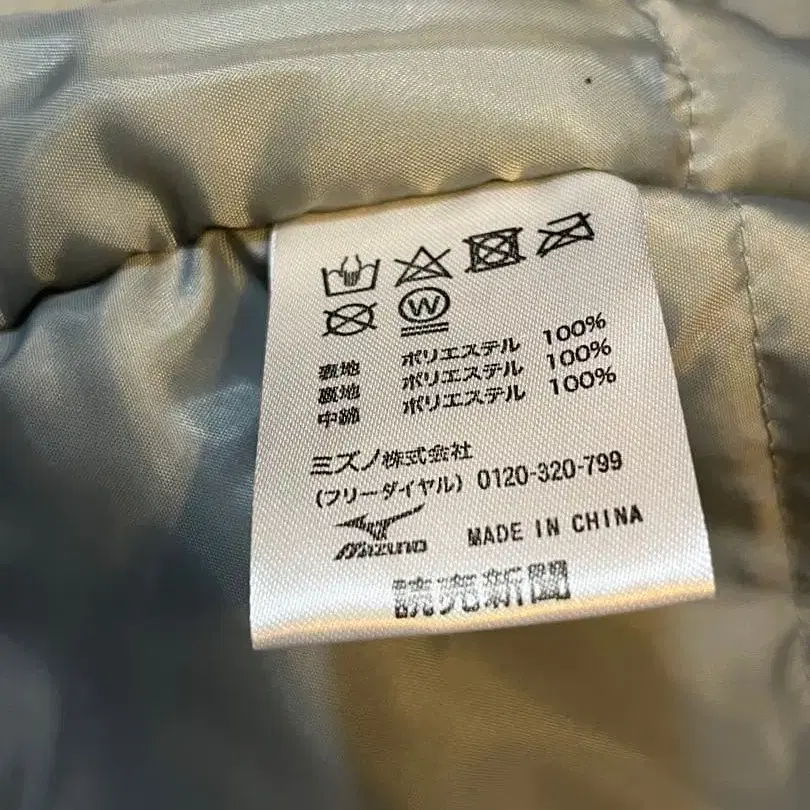 W
表地 ポリエステル 100%
裏地 ポリエステル 100%
中綿 ポリエステル 100%
ミズノ株式会社
(フリーダイヤル) 0120-320-799
Mizuno MADE IN CHINA
読売新聞